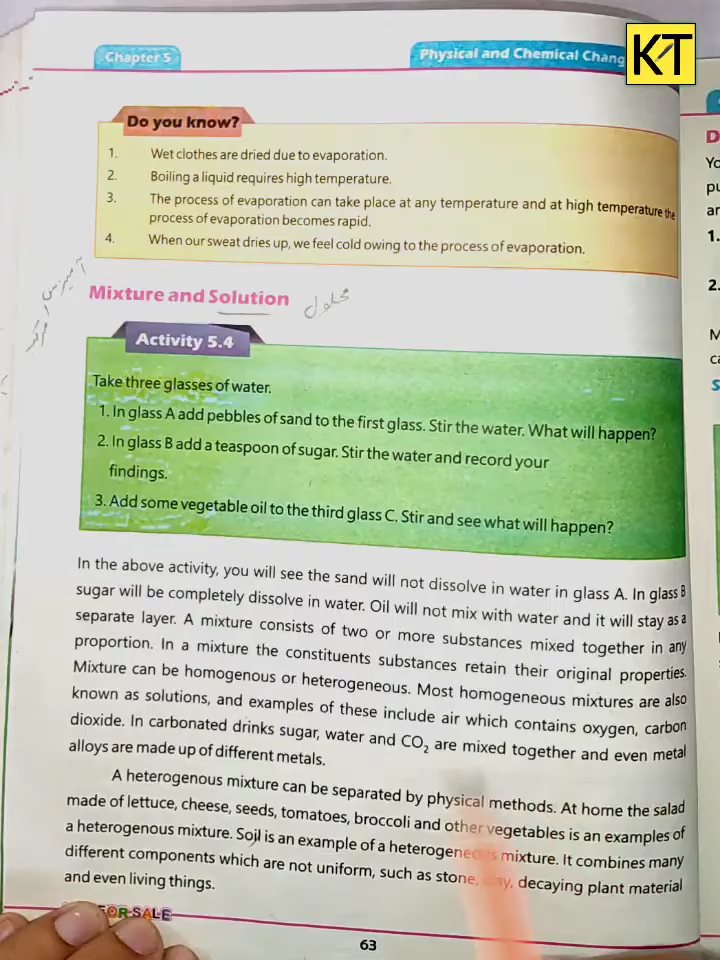 KT
Chapter 5
Physical and Chemical Chang
Do you know?
1. Wet clothes are dried due to evaporation.
2. Boiling a liquid requires high temperature.
3. The process of evaporation can take place at any temperature and at high temperature the
process of evaporation becomes rapid.
4. When our sweat dries up, we feel cold owing to the process of evaporation.
Mixture and Solution محلول
Activity 5.4
Take three glasses of water.
1. In glass A add pebbles of sand to the first glass. Stir the water. What will happen?
2. In glass B add a teaspoon of sugar. Stir the water and record your
findings.
3. Add some vegetable oil to the third glass C. Stir and see what will happen?
In the above activity, you will see the sand will not dissolve in water in glass A. In glass B
sugar will be completely dissolve in water. Oil will not mix with water and it will stay as a
separate layer. A mixture consists of two or more substances mixed together in any
proportion. In a mixture the constituents substances retain their original properties.
Mixture can be homogenous or heterogeneous. Most homogeneous mixtures are also
known as solutions, and examples of these include air which contains oxygen, carbon
dioxide. In carbonated drinks sugar, water and CO₂ are mixed together and even metal
alloys are made up of different metals.
A heterogenous mixture can be separated by physical methods. At home the salad
made of lettuce, cheese, seeds, tomatoes, broccoli and other vegetables is an examples of
a heterogenous mixture. Soil is an example of a heterogeneous mixture. It combines many
different components which are not uniform, such as stone, clay, decaying plant material
and even living things.
FOR SALE
63